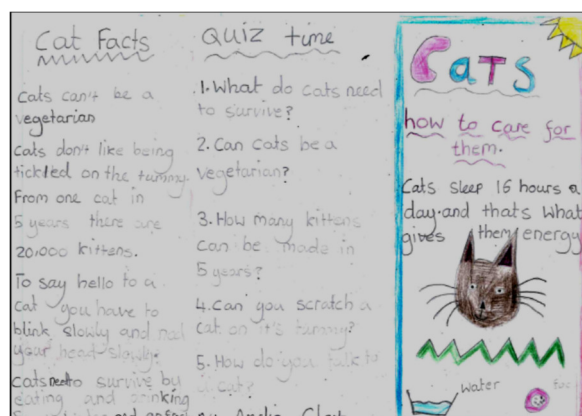 Cat Facts
Cats can't be a
vegetarian
Cats don't like being
tickled on the tummy.
From one cat in
5 years there are
20,000 kittens.
To say hello to a
cat you have to
blink slowly and nod
your head slowly.
Cats need to survive by
eating and drinking
QUIZ time
1. What do cats need
to survive?
2. Can cats be a
vegetarian?
3. How many kittens
can be made in
5 years?
4. Can you scratch a
cat on it's tummy?
5. How do you talk to
a cat?
Cats
how to care for
them.
Cats sleep 16 hours a
day. and thats what
gives them energy
water